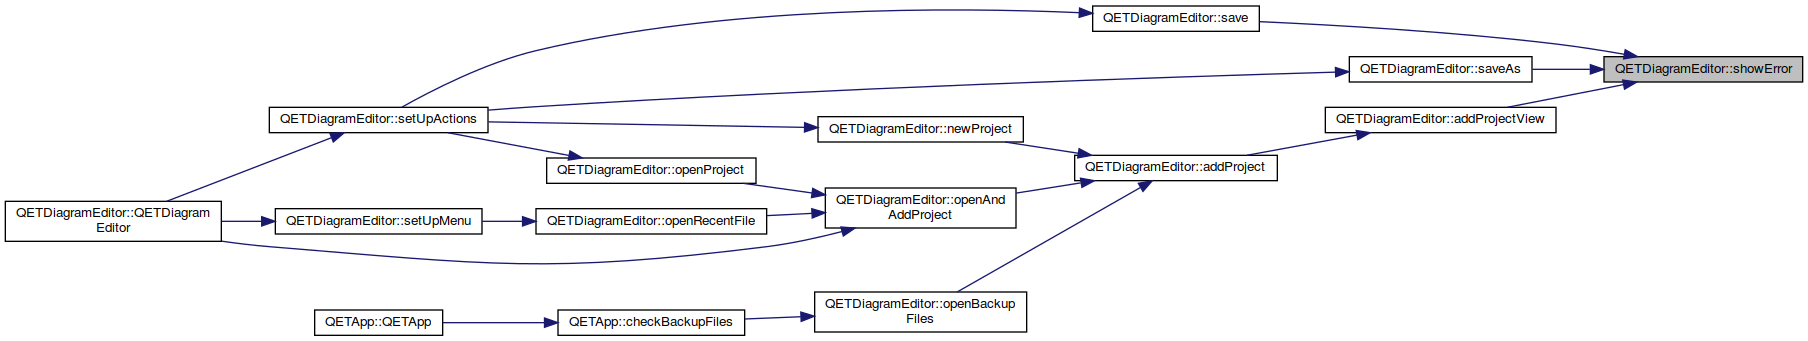 QETDiagramEditor::save
QETDiagramEditor::saveAs
QETDiagramEditor::showError
QETDiagramEditor::setUpActions
QETDiagramEditor::newProject
QETDiagramEditor::addProjectView
QETDiagramEditor::openProject
QETDiagramEditor::addProject
QETDiagramEditor::QETDiagram
Editor
QETDiagramEditor::setUpMenu
QETDiagramEditor::openRecentFile
QETDiagramEditor::openAnd
AddProject
QETDiagramEditor::openBackup
Files
QETApp::QETApp
QETApp::checkBackupFiles